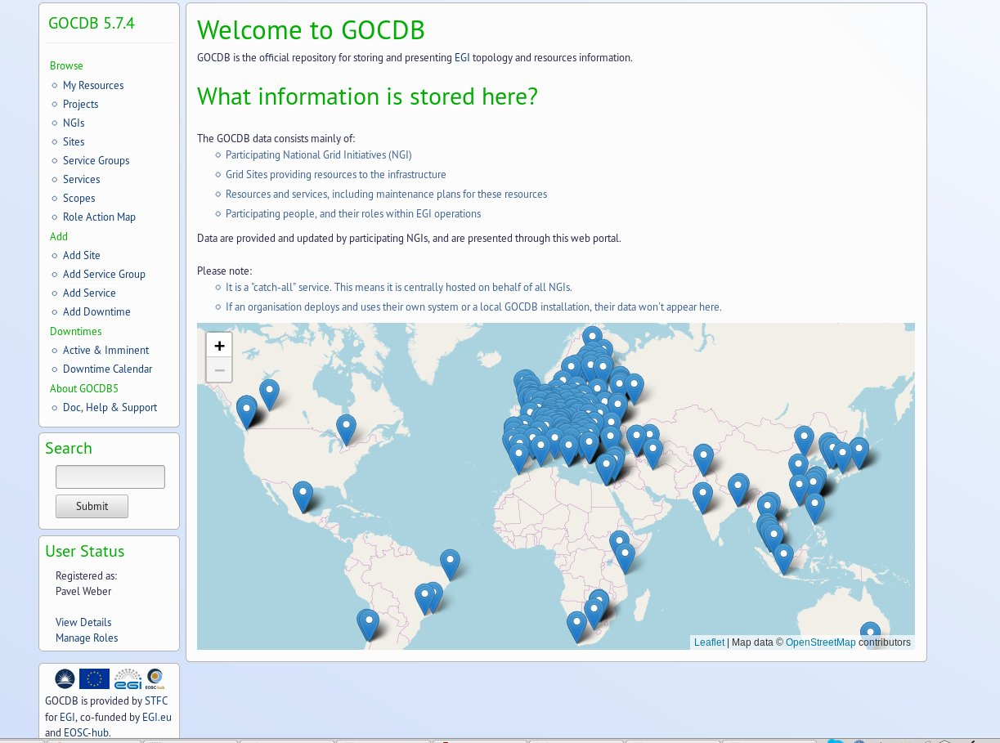 GOCDB 5.7.4
Browse
My Resources
Projects
NGIs
Sites
Service Groups
Services
Scopes
Role Action Map
Add
Add Site
Add Service Group
Add Service
Add Downtime
Downtimes
Active & Imminent
Downtime Calendar
About GOCDB5
Doc, Help & Support
Search
Submit
User Status
Registered as:
Pavel Weber
View Details
Manage Roles
egi
EOSC-hub
GOCDB is provided by STFC
for EGI, co-funded by EGI.eu
and EOSC-hub.
Welcome to GOCDB
GOCDB is the official repository for storing and presenting EGI topology and resources information.
What information is stored here?
The GOCDB data consists mainly of:
Participating National Grid Initiatives (NGI)
Grid Sites providing resources to the infrastructure
Resources and services, including maintenance plans for these resources
Participating people, and their roles within EGI operations
Data are provided and updated by participating NGIs, and are presented through this web portal.
Please note:
It is a "catch-all" service. This means it is centrally hosted on behalf of all NGIs.
If an organisation deploys and uses their own system or a local GOCDB installation, their data won't appear here.
+
−
Leaflet | Map data © OpenStreetMap contributors